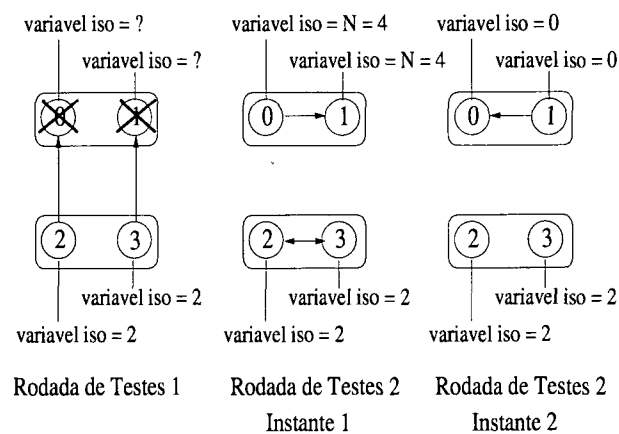 variavel iso = ?
variavel iso = N = 4
variavel iso = 0
variavel iso = ?
variavel iso = N = 4
variavel iso = 0
0 1
0 1
0 1
2 3
2 3
2 3
variavel iso = 2
variavel iso = 2
variavel iso = 2
variavel iso = 2
variavel iso = 2
variavel iso = 2
Rodada de Testes 1
Rodada de Testes 2
Rodada de Testes 2
Instante 1
Instante 2